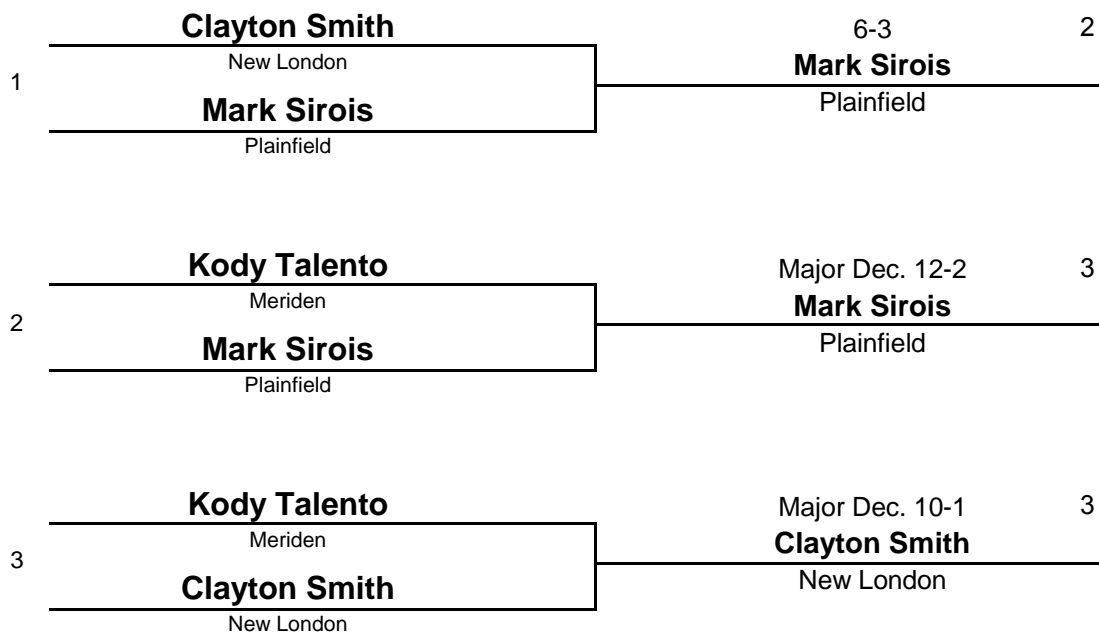 Clayton Smith
6-3 2
New London
Mark Sirois
1
Mark Sirois
Plainfield
Plainfield
Kody Talento
Major Dec. 12-2 3
Meriden
Mark Sirois
2
Mark Sirois
Plainfield
Plainfield
Kody Talento
Major Dec. 10-1 3
Meriden
Clayton Smith
3
Clayton Smith
New London
New London